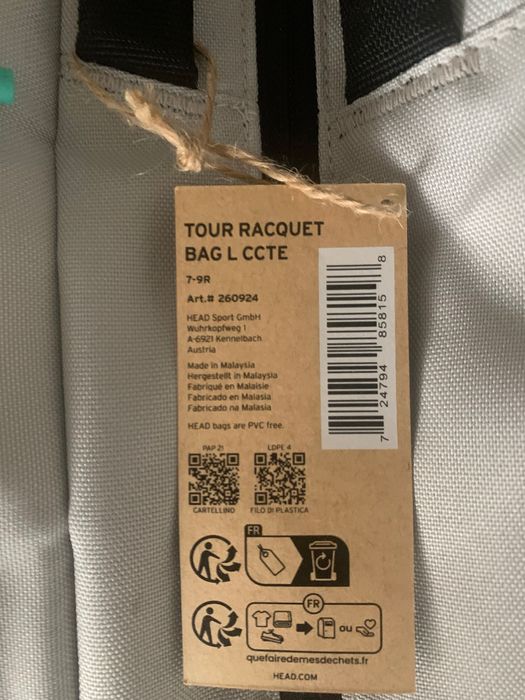 TOUR RACQUET
BAG L CCTE
7-9R
Art.# 260924
HEAD Sport GmbH
Wuhrkopfweg 1
A-6921 Kennelbach
Austria
Made in Malaysia
Hergestellt in Malaysia
Fabriqué en Malaisie
Fabricado en Malasia
Fabricado na Malasia
HEAD bags are PVC free.
7 24794 85815 8
PAP 21
LDPE 4
CARTELLINO
FILO DI PLASTICA
FR
FR
ou
quefairedemesdechets.fr
HEAD.COM